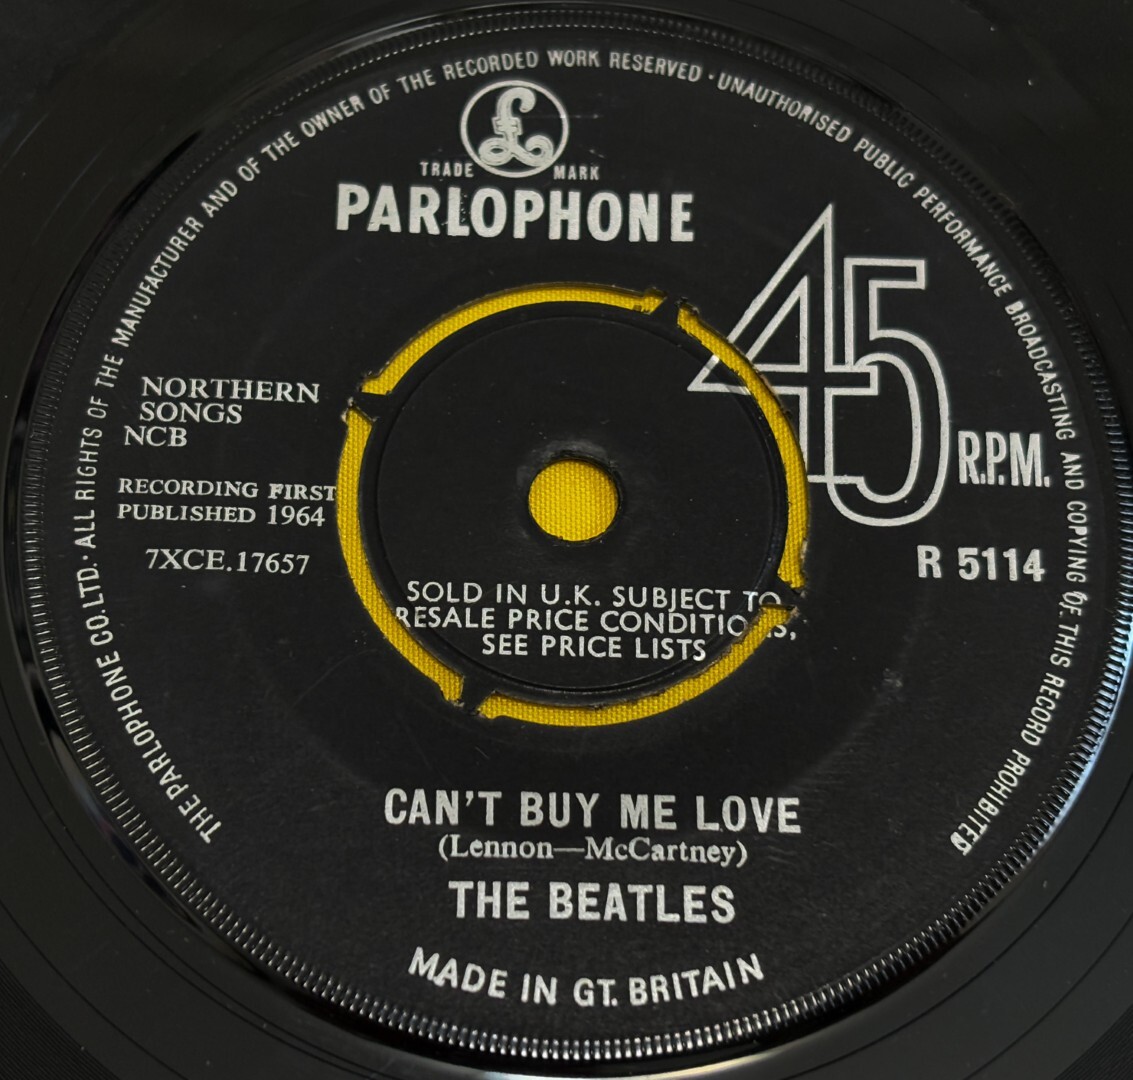 THE PARLOPHONE CO.LTD. ALL RIGHTS OF THE MANUFACTURER AND OF THE OWNER OF THE RECORDED WORK RESERVED · UNAUTHORISED PUBLIC PERFORMANCE BROADCASTING AND COPYING OF THIS RECORD PROHIBITED
£
TRADE MARK
PARLOPHONE
45 R.P.M.
NORTHERN
SONGS
NCB
RECORDING FIRST
PUBLISHED 1964
7XCE.17657
R 5114
SOLD IN U.K. SUBJECT TO
RESALE PRICE CONDITIONS,
SEE PRICE LISTS
CAN'T BUY ME LOVE
(Lennon—McCartney)
THE BEATLES
MADE IN GT. BRITAIN